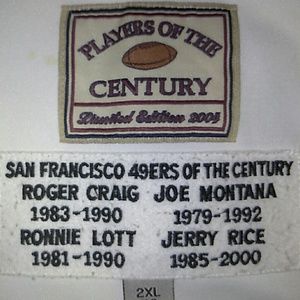 PLAYERS OF THE
CENTURY
Limited Edition 2004
SAN FRANCISCO 49ERS OF THE CENTURY
ROGER CRAIG JOE MONTANA
1983-1990 1979-1992
RONNIE LOTT JERRY RICE
1981-1990 1985-2000
2XL